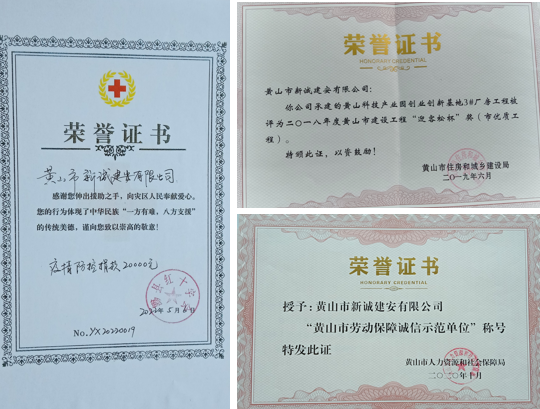 荣誉证书
黄山市新诚建安有限公司
感谢您伸出援助之手，向灾区人民奉献爱心，
您的行为体现了中华民族“一方有难，八方支援”
的传统美德，谨向您致以崇高的敬意！
疫情防控捐款20000元
No.YX20220019
荣誉证书
HONORARY CREDENTIAL
黄山市新诚建安有限公司：
你公司承建的黄山科技产业园创业创新基地3#厂房工程被
评为二〇一八年度黄山市建设工程“迎客松杯”奖（市优质工
程）。
特颁此证，以资鼓励！
黄山市住房和城乡建设局
二〇一九年六月
荣誉证书
HONORARY CREDENTIAL
授予：黄山市新诚建安有限公司
“黄山市劳动保障诚信示范单位”称号
特发此证
黄山市人力资源和社会保障局